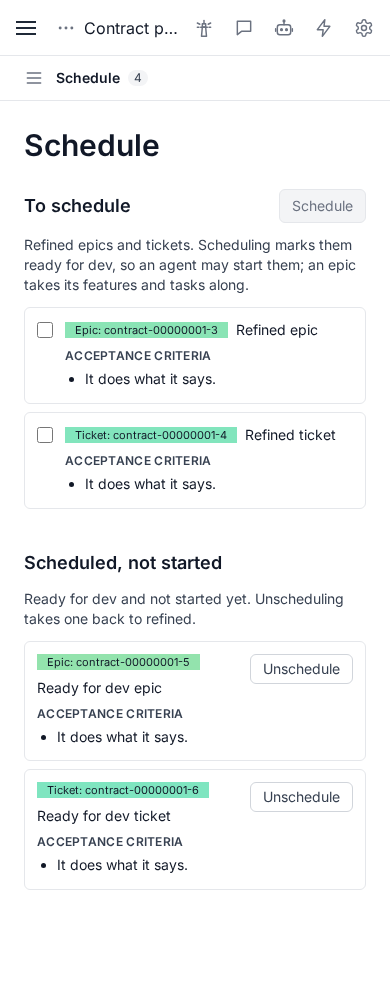 Contract p...
Schedule 4
Schedule
To schedule
Schedule
Refined epics and tickets. Scheduling marks them
ready for dev, so an agent may start them; an epic
takes its features and tasks along.
Epic: contract-00000001-3 Refined epic
ACCEPTANCE CRITERIA
• It does what it says.
Ticket: contract-00000001-4 Refined ticket
ACCEPTANCE CRITERIA
• It does what it says.
Scheduled, not started
Ready for dev and not started yet. Unscheduling
takes one back to refined.
Epic: contract-00000001-5
Unschedule
Ready for dev epic
ACCEPTANCE CRITERIA
• It does what it says.
Ticket: contract-00000001-6
Unschedule
Ready for dev ticket
ACCEPTANCE CRITERIA
• It does what it says.